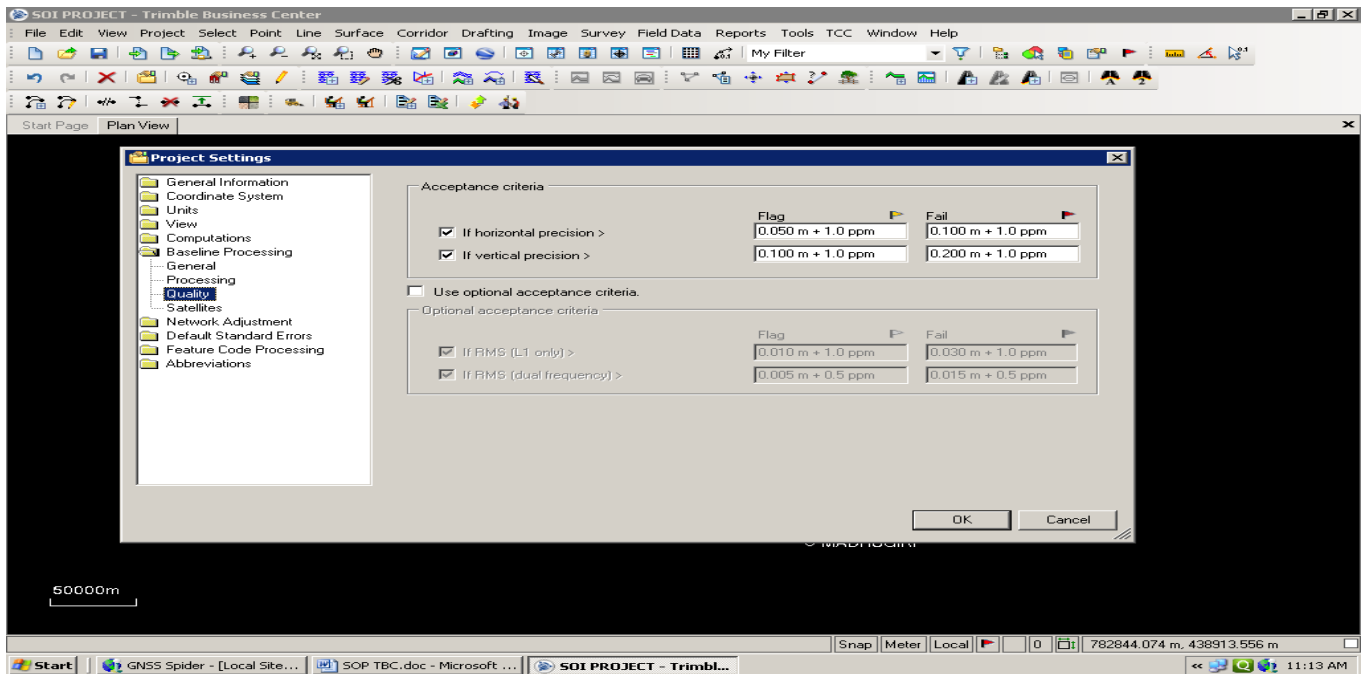 SOI PROJECT - Trimble Business Center
File Edit View Project Select Point Line Surface Corridor Drafting Image Survey Field Data Reports Tools TCC Window Help
My Filter
Start Page Plan View
Project Settings
General Information
Coordinate System
Units
View
Computations
Baseline Processing
General
Processing
Quality
Satellites
Network Adjustment
Default Standard Errors
Feature Code Processing
Abbreviations
Acceptance criteria
Flag Fail
If horizontal precision > 0.050 m + 1.0 ppm 0.100 m + 1.0 ppm
If vertical precision > 0.100 m + 1.0 ppm 0.200 m + 1.0 ppm
Use optional acceptance criteria.
Optional acceptance criteria
Flag Fail
If RMS (L1 only) > 0.010 m + 1.0 ppm 0.030 m + 1.0 ppm
If RMS (dual frequency) > 0.005 m + 0.5 ppm 0.015 m + 0.5 ppm
OK Cancel
50000m
Snap Meter Local 0 782844.074 m, 438913.556 m
Start GNSS Spider - [Local Site... SOP TBC.doc - Microsoft ... SOI PROJECT - Trimbl... « 11:13 AM